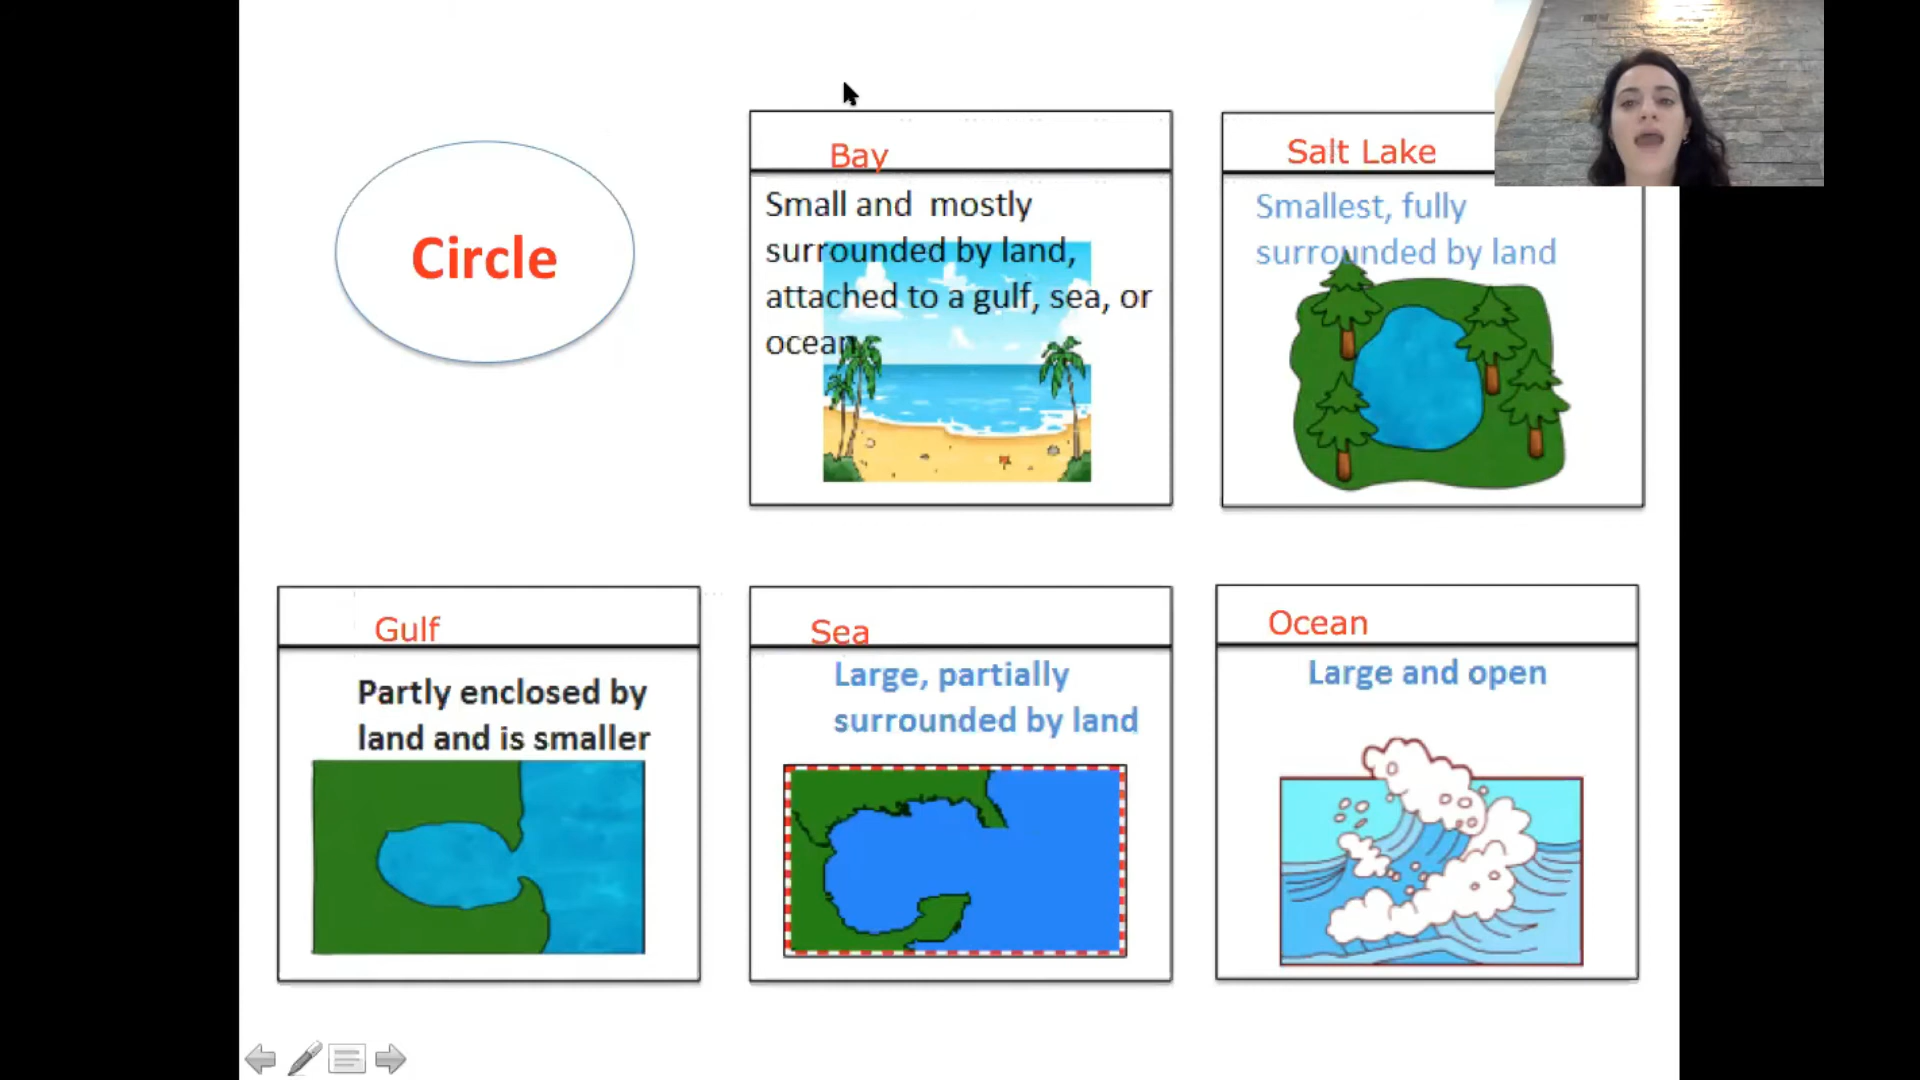 Circle
Bay
Small and mostly
surrounded by land,
attached to a gulf, sea, or
ocean
Salt Lake
Smallest, fully
surrounded by land
Gulf
Partly enclosed by
land and is smaller
Sea
Large, partially
surrounded by land
Ocean
Large and open